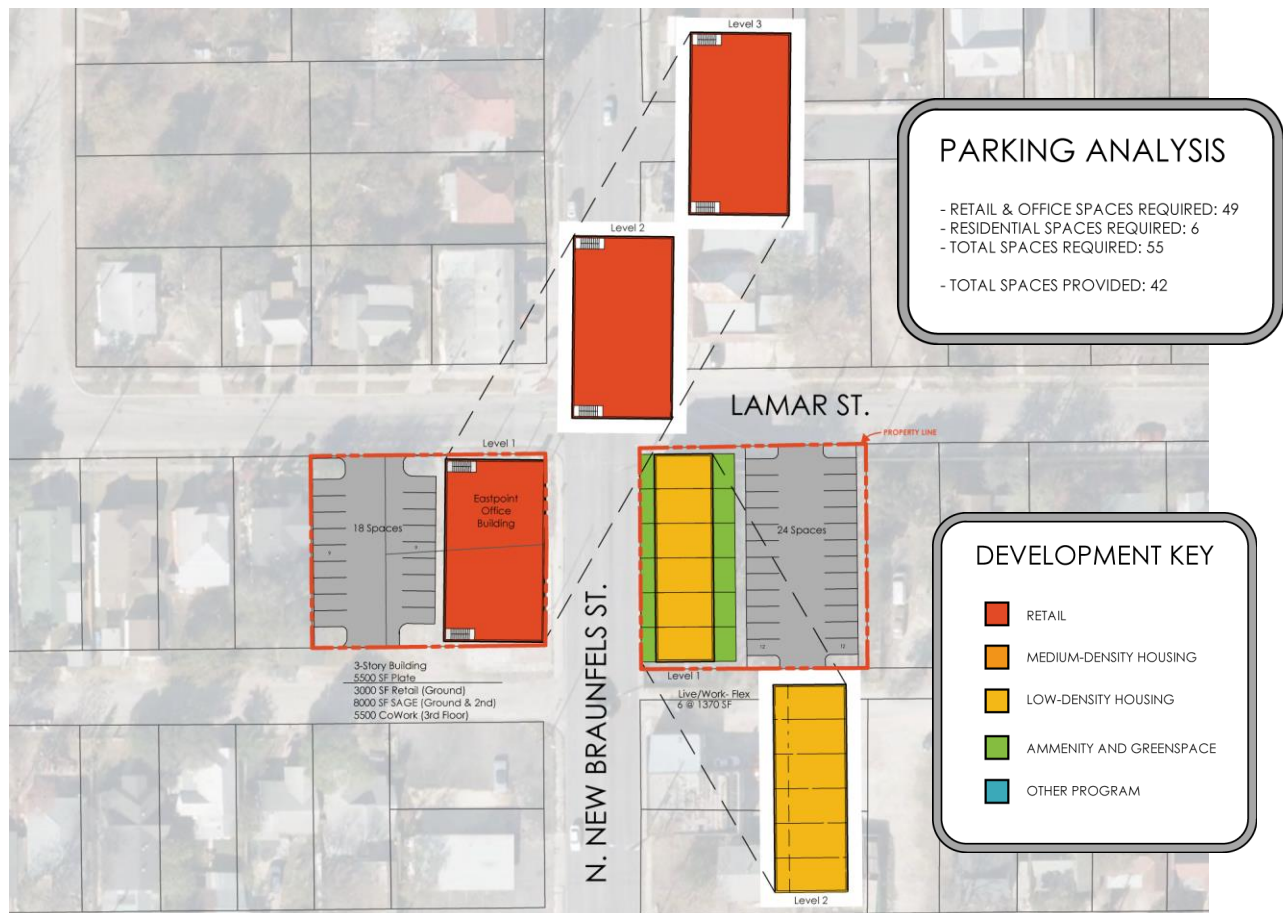 Level 3
PARKING ANALYSIS
- RETAIL & OFFICE SPACES REQUIRED: 49
- RESIDENTIAL SPACES REQUIRED: 6
- TOTAL SPACES REQUIRED: 55
- TOTAL SPACES PROVIDED: 42
Level 2
LAMAR ST.
PROPERTY LINE
Level 1
Eastpoint
Office
Building
18 Spaces
9
9
24 Spaces
12
12
N. NEW BRAUNFELS ST.
3-Story Building
5500 SF Plate
3000 SF Retail (Ground)
8000 SF SAGE (Ground & 2nd)
5500 CoWork (3rd Floor)
Level 1
Live/Work- Flex
6 @ 1370 SF
Level 2
DEVELOPMENT KEY
RETAIL
MEDIUM-DENSITY HOUSING
LOW-DENSITY HOUSING
AMMENITY AND GREENSPACE
OTHER PROGRAM